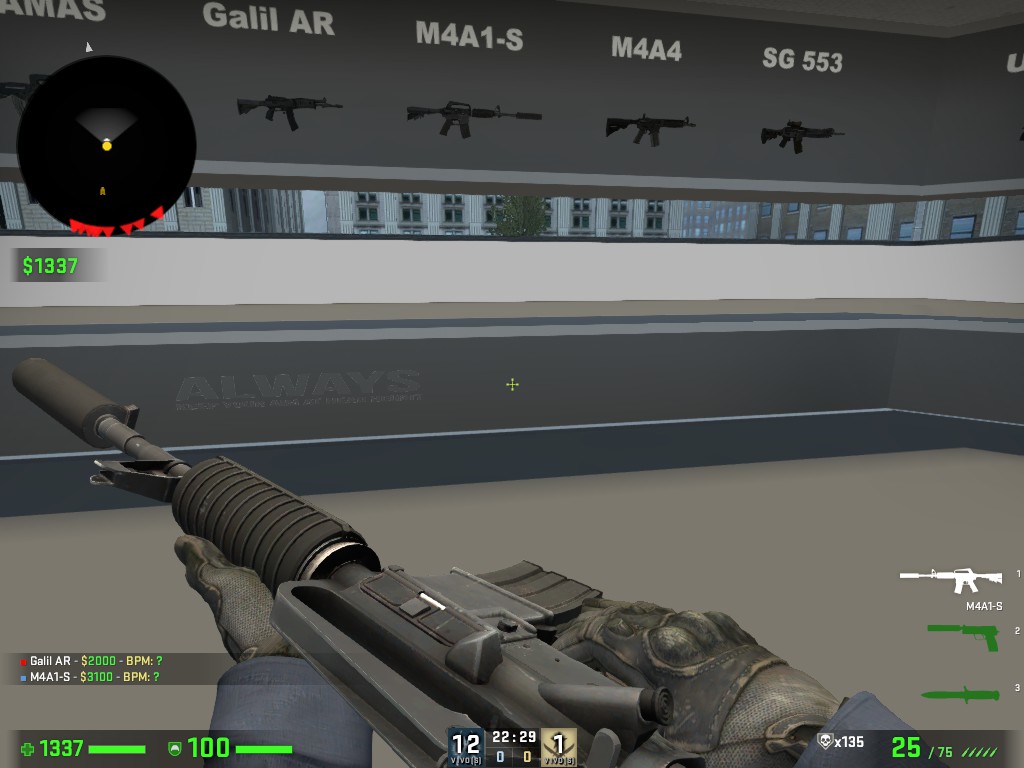 AMAS
Galil AR
M4A1-S
M4A4
SG 553
$1337
ALWAYS
Galil AR - $2000 - BPM: ?
M4A1-S - $3100 - BPM: ?
1
M4A1-S
2
3
1337
100
12
22:29
1
0 0
x135
25 / 75